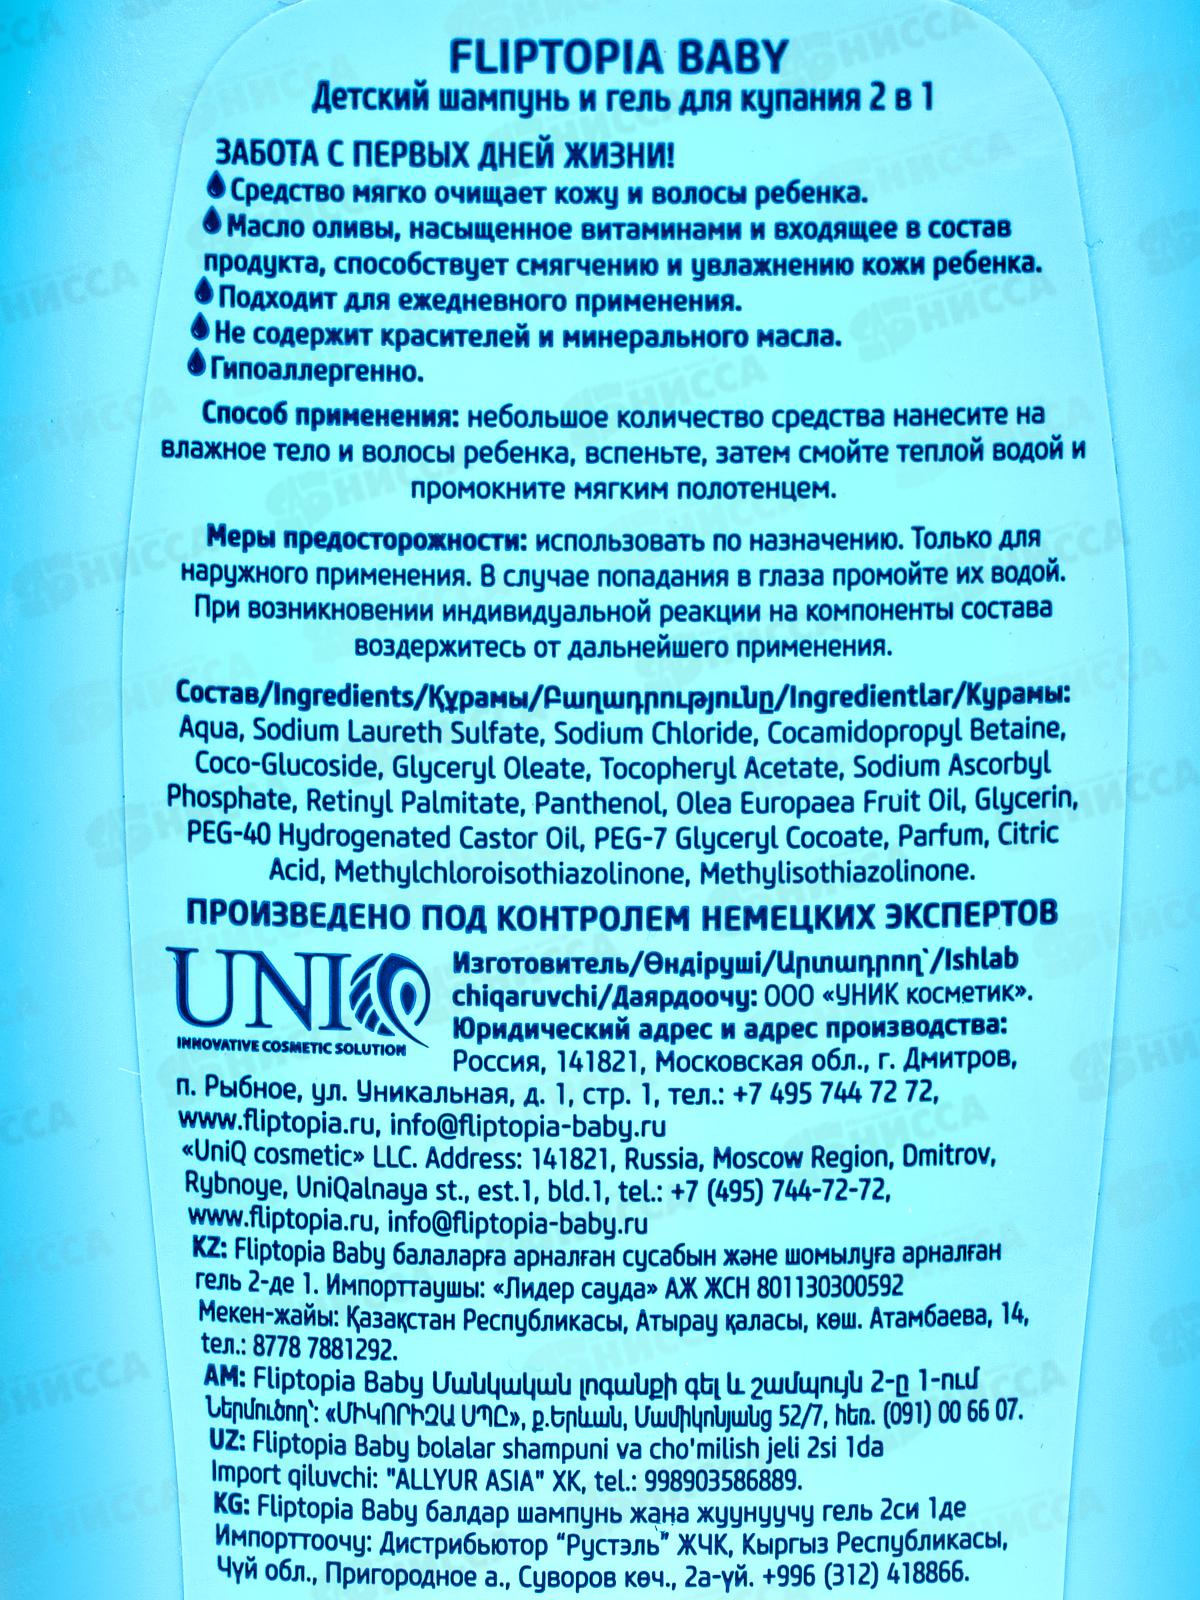 FLIPTOPIA BABY
Детский шампунь и гель для купания 2 в 1
ЗАБОТА С ПЕРВЫХ ДНЕЙ ЖИЗНИ!
Средство мягко очищает кожу и волосы ребенка.
Масло оливы, насыщенное витаминами и входящее в состав
продукта, способствует смягчению и увлажнению кожи ребенка.
Подходит для ежедневного применения.
Не содержит красителей и минерального масла.
Гипоаллергенно.
Способ применения: небольшое количество средства нанесите на
влажное тело и волосы ребенка, вспеньте, затем смойте теплой водой и
промокните мягким полотенцем.
Меры предосторожности: использовать по назначению. Только для
наружного применения. В случае попадания в глаза промойте их водой.
При возникновении индивидуальной реакции на компоненты состава
воздержитесь от дальнейшего применения.
Состав/Ingredients/Құрамы/Բաղադրությունը/Ingredientlar/Курамы:
Aqua, Sodium Laureth Sulfate, Sodium Chloride, Cocamidopropyl Betaine,
Coco-Glucoside, Glyceryl Oleate, Tocopheryl Acetate, Sodium Ascorbyl
Phosphate, Retinyl Palmitate, Panthenol, Olea Europaea Fruit Oil, Glycerin,
PEG-40 Hydrogenated Castor Oil, PEG-7 Glyceryl Cocoate, Parfum, Citric
Acid, Methylchloroisothiazolinone, Methylisothiazolinone.
ПРОИЗВЕДЕНО ПОД КОНТРОЛЕМ НЕМЕЦКИХ ЭКСПЕРТОВ
UNIQ
INNOVATIVE COSMETIC SOLUTION
Изготовитель/Өндіруші/Արտադրող՝/Ishlab
chiqaruvchi/Даярдоочу: ООО «УНИК косметик».
Юридический адрес и адрес производства:
Россия, 141821, Московская обл., г. Дмитров,
п. Рыбное, ул. Уникальная, д. 1, стр. 1, тел.: +7 495 744 72 72,
www.fliptopia.ru, info@fliptopia-baby.ru
«UniQ cosmetic» LLC. Address: 141821, Russia, Moscow Region, Dmitrov,
Rybnoye, UniQalnaya st., est.1, bld.1, tel.: +7 (495) 744-72-72,
www.fliptopia.ru, info@fliptopia-baby.ru
KZ: Fliptopia Baby балаларға арналған сусабын және шомылуға арналған
гель 2-де 1. Импорттаушы: «Лидер сауда» АЖ ЖСН 801130300592
Мекен-жайы: Қазақстан Республикасы, Атырау қаласы, көш. Атамбаева, 14,
тел.: 8778 7881292.
AM: Fliptopia Baby Մանկական լոգանքի գել և շամպույն 2-ը 1-ում
Ներմուծող՝: «ՄԻԿՈՐԻԶԱ ՍՊԸ», ք.Երևան, Մամիկոնյանց 52/7, հեռ. (091) 00 66 07.
UZ: Fliptopia Baby bolalar shampuni va cho'milish jeli 2si 1da
Import qiluvchi: "ALLYUR ASIA" XK, tel.: 998903586889.
KG: Fliptopia Baby балдар шампунь жаңа жуунуучу гель 2си 1де
Импорттоочу: Дистрибьютор “Рустэль” ЖЧК, Кыргыз Республикасы,
Чүй обл., Пригородное а., Суворов көч., 2а-үй. +996 (312) 418866.